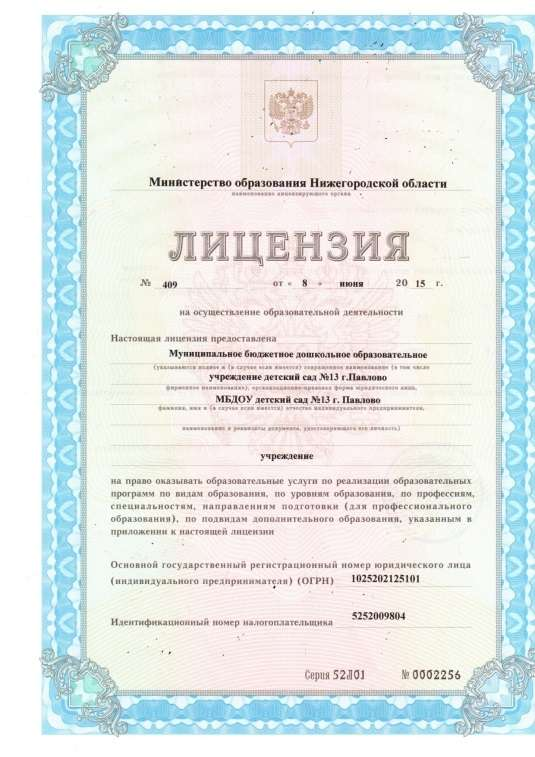 Министерство образования Нижегородской области
наименование лицензирующего органа
ЛИЦЕНЗИЯ
№ 409 от « 8 » июня 20 15 г.
на осуществление образовательной деятельности
Настоящая лицензия предоставлена
Муниципальное бюджетное дошкольное образовательное
(указываются полное и (в случае если имеется) сокращенное наименование (в том числе
учреждение детский сад №13 г.Павлово
фирменное наименование), организационно-правовая форма юридического лица,
МБДОУ детский сад №13 г. Павлово
фамилия, имя и (в случае если имеется) отчество индивидуального предпринимателя,
наименование и реквизиты документа, удостоверяющего его личность)
учреждение
на право оказывать образовательные услуги по реализации образовательных
программ по видам образования, по уровням образования, по профессиям,
специальностям, направлениям подготовки (для профессионального
образования), по подвидам дополнительного образования, указанным в
приложении к настоящей лицензии
Основной государственный регистрационный номер юридического лица
(индивидуального предпринимателя) (ОГРН) 1025202125101
Идентификационный номер налогоплательщика 5252009804
Серия 52Л01 № 0002256